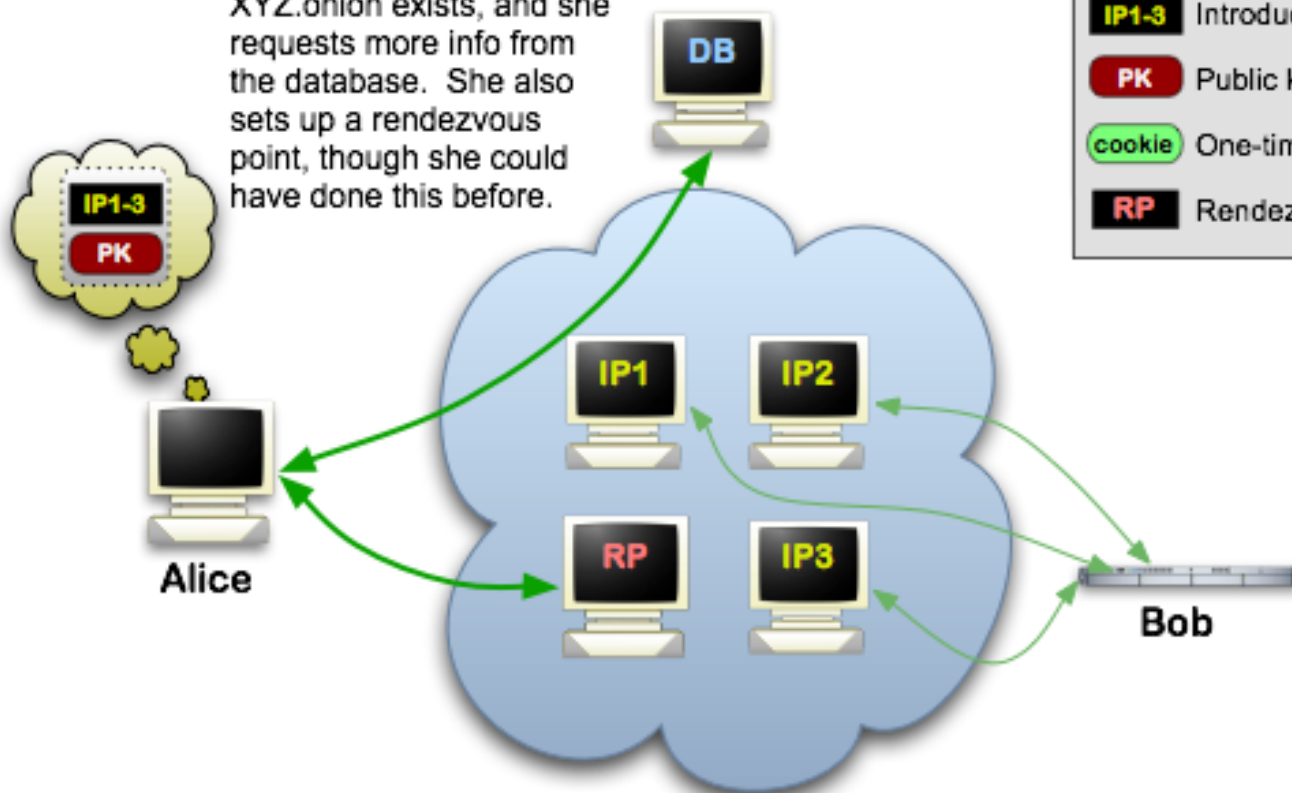 XYZ.onion exists, and she
requests more info from
the database. She also
sets up a rendezvous
point, though she could
have done this before.
DB
IP1-3
PK
Public
cookie
RP
IP1-3
PK
IP1
IP2
RP
IP3
Alice
Bob